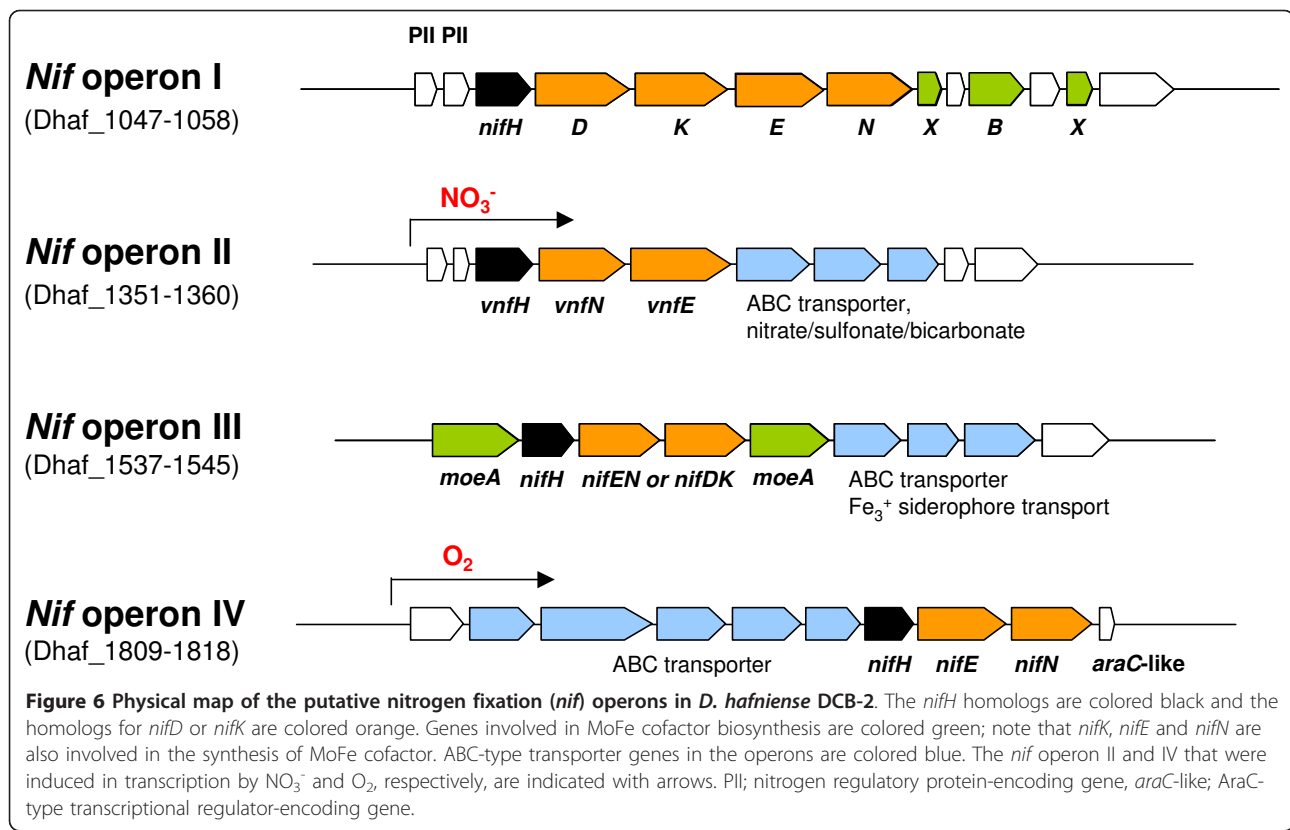 PII PII
Nif operon I
(Dhaf_1047-1058)
nifH D K E N X B X
NO₃⁻
Nif operon II
(Dhaf_1351-1360)
vnfH vnfN vnfE ABC transporter,
nitrate/sulfonate/bicarbonate
Nif operon III
(Dhaf_1537-1545)
moeA nifH nifEN or nifDK moeA ABC transporter
Fe₃⁺ siderophore transport
O₂
Nif operon IV
(Dhaf_1809-1818)
ABC transporter nifH nifE nifN araC-like
Figure 6 Physical map of the putative nitrogen fixation (nif) operons in D. hafniense DCB-2. The nifH homologs are colored black and the
homologs for nifD or nifK are colored orange. Genes involved in MoFe cofactor biosynthesis are colored green; note that nifK, nifE and nifN are
also involved in the synthesis of MoFe cofactor. ABC-type transporter genes in the operons are colored blue. The nif operon II and IV that were
induced in transcription by NO₃⁻ and O₂, respectively, are indicated with arrows. PII; nitrogen regulatory protein-encoding gene, araC-like; AraC-
type transcriptional regulator-encoding gene.